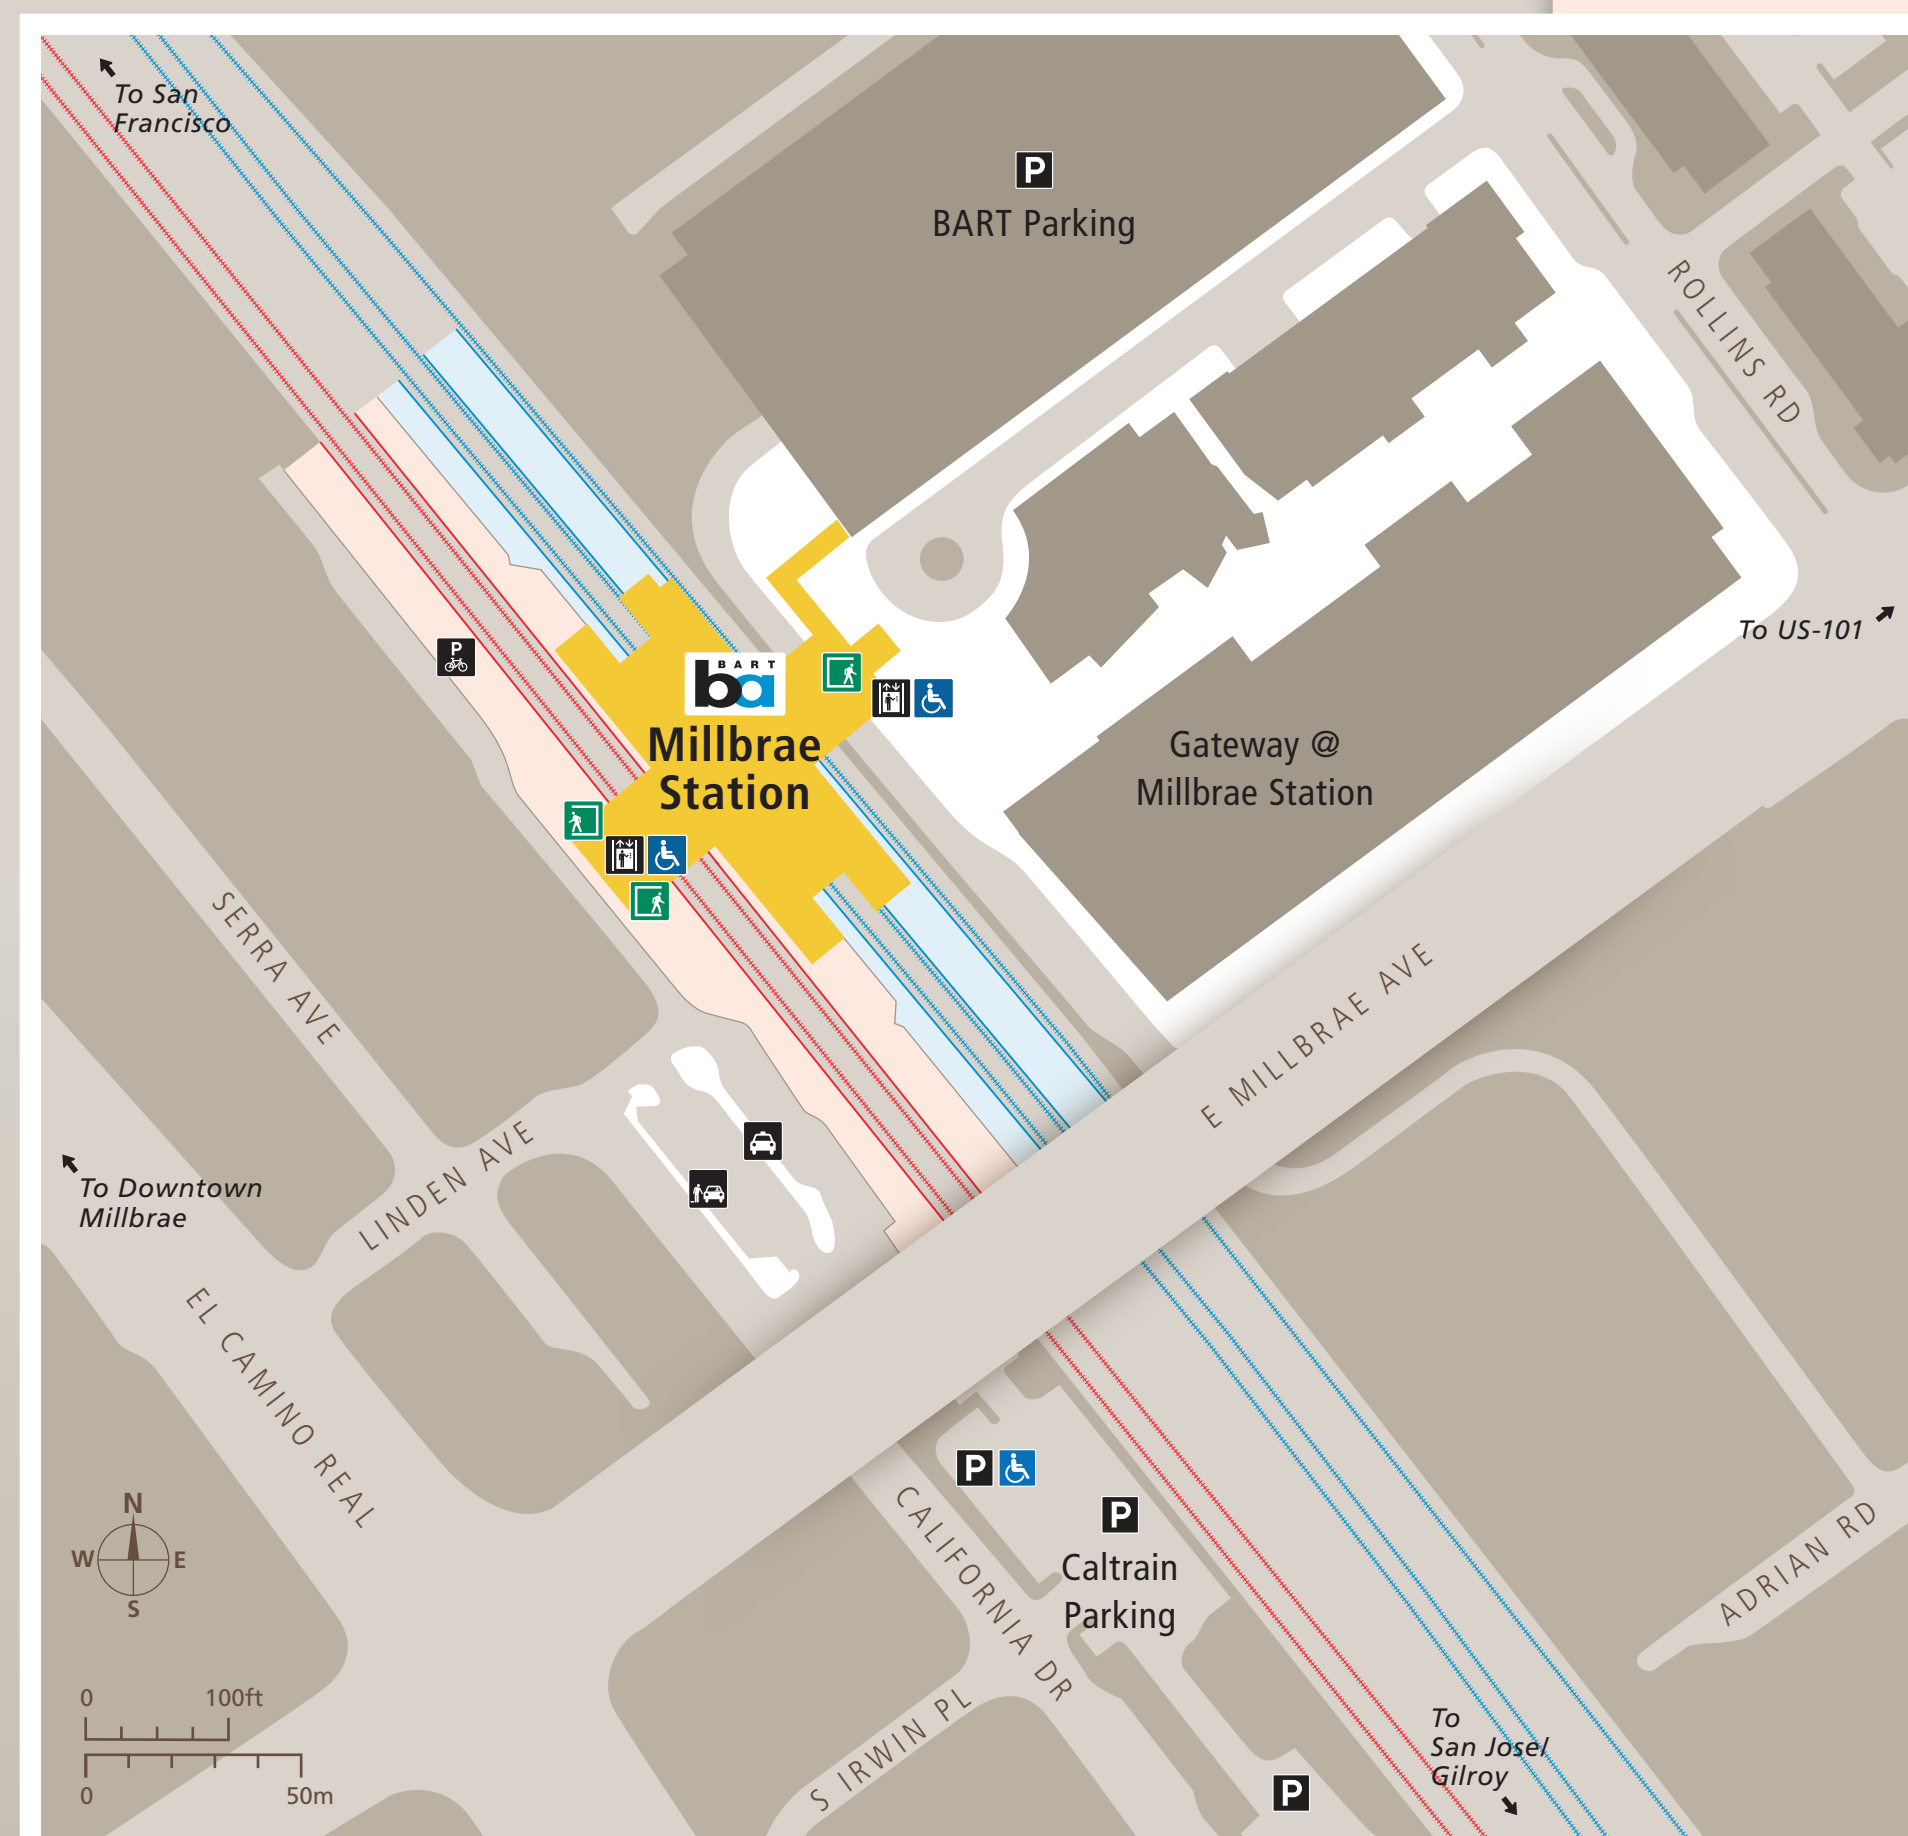 To San
Francisco
P
BART Parking
ROLLINS RD
To US-101
P
BART
ba
Millbrae
Station
Gateway @
Millbrae Station
SERRA AVE
E MILLBRAE AVE
To Downtown
Millbrae
LINDEN AVE
EL CAMINO REAL
P
P
Caltrain
Parking
CALIFORNIA DR
ADRIAN RD
N
W
E
S
0
100ft
0
50m
S IRWIN PL
To
San Josel
Gilroy
P